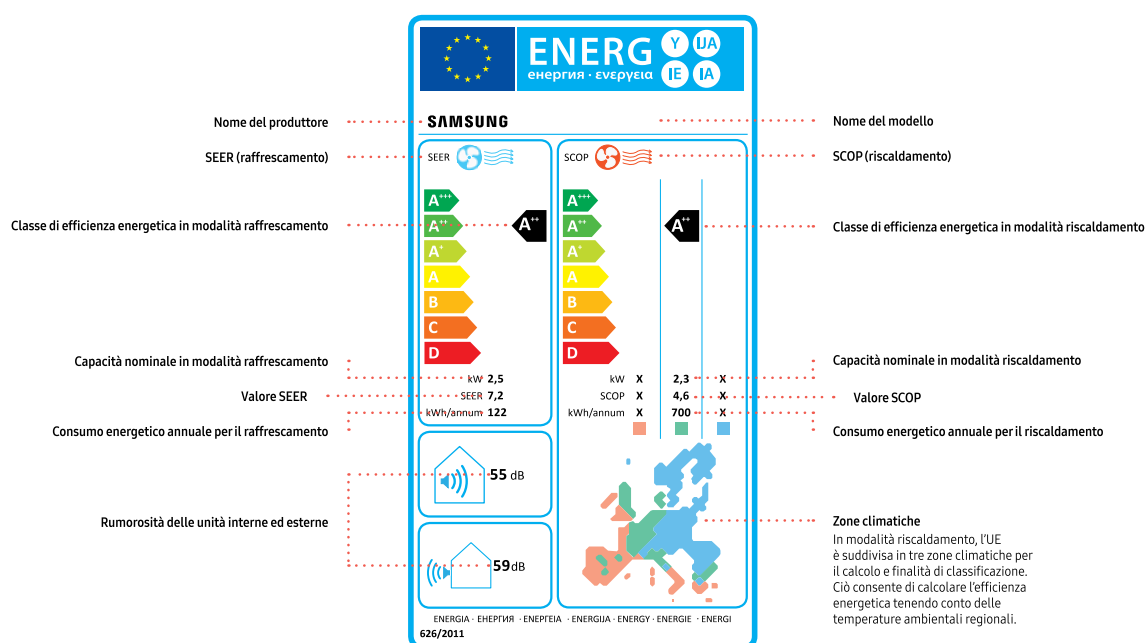 ENERG
енергия · ενεργεια
Y IJA
IE IA
Nome del produttore
SAMSUNG
Nome del modello
SEER (raffrescamento)
SEER
SCOP
SCOP (riscaldamento)
A+++
A++
A+
A
B
C
D
A++
A+++
A++
A+
A
B
C
D
A++
Classe di efficienza energetica in modalità raffrescamento
Classe di efficienza energetica in modalità riscaldamento
Capacità nominale in modalità raffrescamento
kW 2,5
kW X 2,3 X
Capacità nominale in modalità riscaldamento
Valore SEER
SEER 7,2
SCOP X 4,6 X
Valore SCOP
Consumo energetico annuale per il raffrescamento
kWh/annum 122
kWh/annum X 700 X
Consumo energetico annuale per il riscaldamento
55 dB
Rumorosità delle unità interne ed esterne
59 dB
Zone climatiche
In modalità riscaldamento, l'UE
è suddivisa in tre zone climatiche per
il calcolo e finalità di classificazione.
Ciò consente di calcolare l'efficienza
energetica tenendo conto delle
temperature ambientali regionali.
ENERGIA · ЕНЕРГИЯ · ΕΝΕΡΓΕΙΑ · ENERGIJA · ENERGY · ENERGIE · ENERGI
626/2011